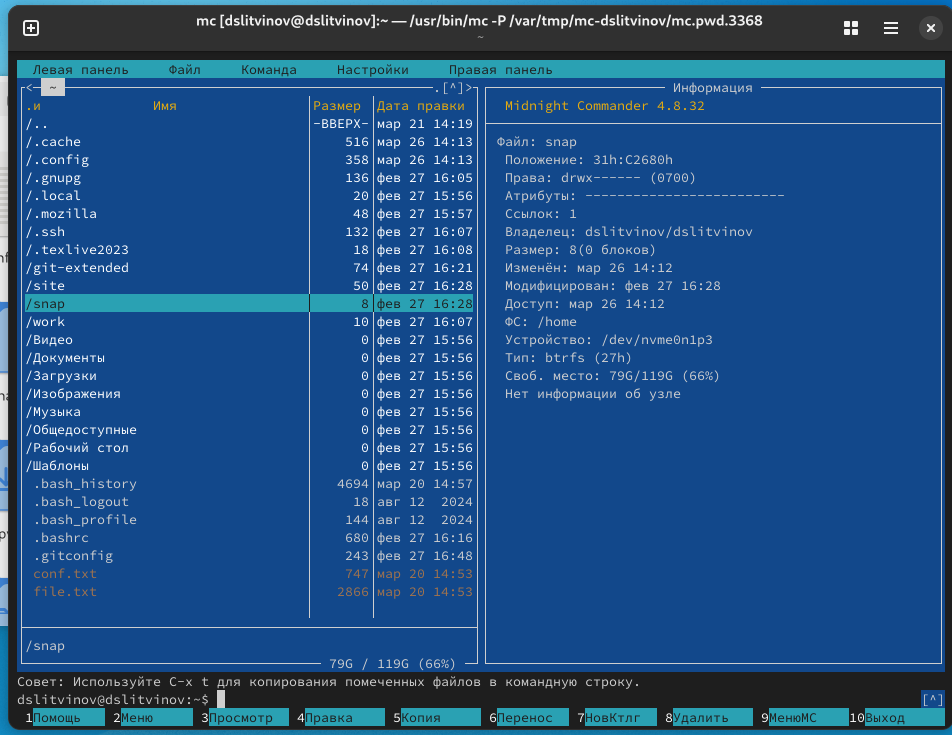 mc [dslitvinov@dslitvinov]:~ — /usr/bin/mc -P /var/tmp/mc-dslitvinov/mc.pwd.3368
~
Левая панель Файл Команда Настройки Правая панель
<- ~ .[^]>
.и Имя Размер Дата правки
/.. -ВВЕРХ- мар 21 14:19
/.cache 516 мар 26 14:13
/.config 358 мар 26 14:13
/.gnupg 136 фев 27 16:05
/.local 20 фев 27 15:56
/.mozilla 48 фев 27 15:57
/.ssh 132 фев 27 16:07
/.texlive2023 18 фев 27 16:08
/git-extended 74 фев 27 16:21
/site 50 фев 27 16:28
/snap 8 фев 27 16:28
/work 10 фев 27 16:07
/Видео 0 фев 27 15:56
/Документы 0 фев 27 15:56
/Загрузки 0 фев 27 15:56
/Изображения 0 фев 27 15:56
/Музыка 0 фев 27 15:56
/Общедоступные 0 фев 27 15:56
/Рабочий стол 0 фев 27 15:56
/Шаблоны 0 фев 27 15:56
.bash_history 4694 мар 20 14:57
.bash_logout 18 авг 12 2024
.bash_profile 144 авг 12 2024
.bashrc 680 фев 27 16:16
.gitconfig 243 фев 27 16:48
conf.txt 747 мар 20 14:53
file.txt 2866 мар 20 14:53
/snap
79G / 119G (66%)
Информация
Midnight Commander 4.8.32
Файл: snap
Положение: 31h:C2680h
Права: drwx------ (0700)
Атрибуты: -------------------------
Ссылок: 1
Владелец: dslitvinov/dslitvinov
Размер: 8(0 блоков)
Изменён: мар 26 14:12
Модифицирован: фев 27 16:28
Доступ: мар 26 14:12
ФС: /home
Устройство: /dev/nvme0n1p3
Тип: btrfs (27h)
Своб. место: 79G/119G (66%)
Нет информации об узле
Совет: Используйте C-x t для копирования помеченных файлов в командную строку.
dslitvinov@dslitvinov:~$ [^]
1Помощь 2Меню 3Просмотр 4Правка 5Копия 6Перенос 7НовКтлг 8Удалить 9МенюМС 10Выход